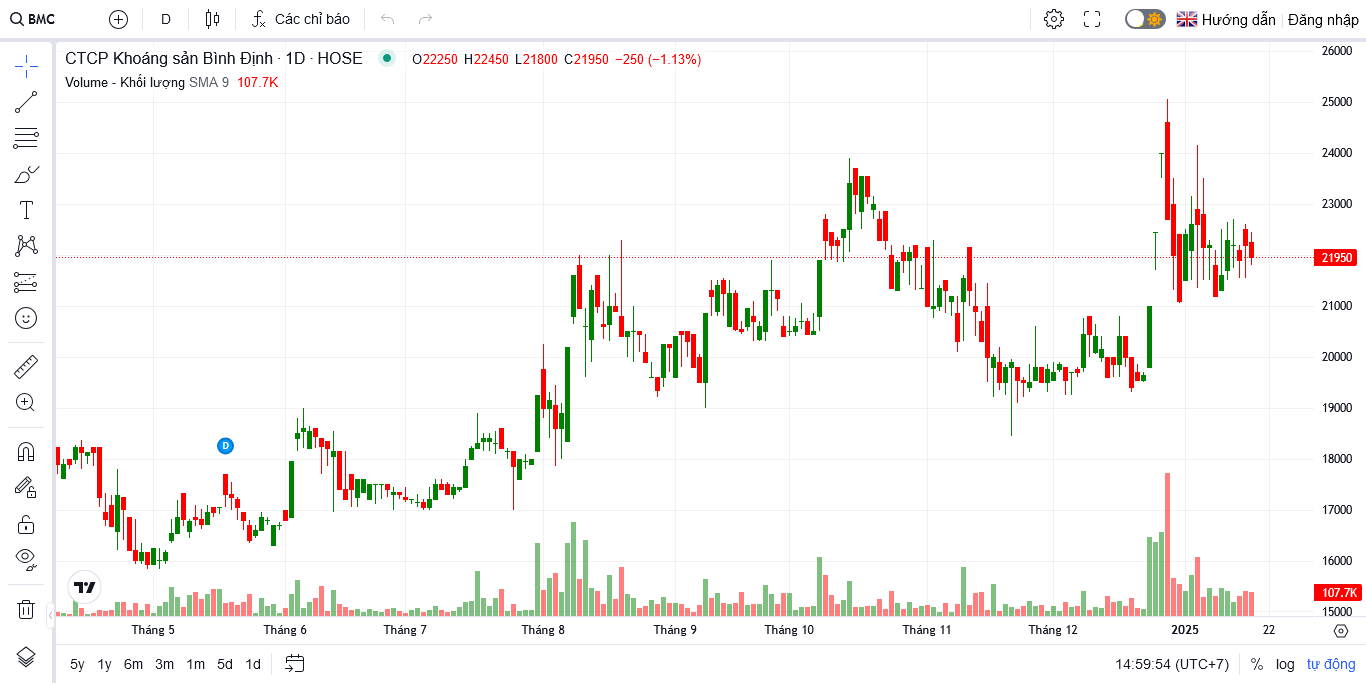 BMC D Các chỉ báo Hướng dẫn Đăng nhập
CTCP Khoáng sản Bình Định · 1D · HOSE O22250 H22450 L21800 C21950 −250 (−1.13%)
Volume - Khối lượng SMA 9 107.7K
26000
25000
24000
23000
21950
21000
20000
19000
18000
17000
16000
107.7K
15000
D
Tháng 5 Tháng 6 Tháng 7 Tháng 8 Tháng 9 Tháng 10 Tháng 11 Tháng 12 2025 22
5y 1y 6m 3m 1m 5d 1d 14:59:54 (UTC+7) % log tự động